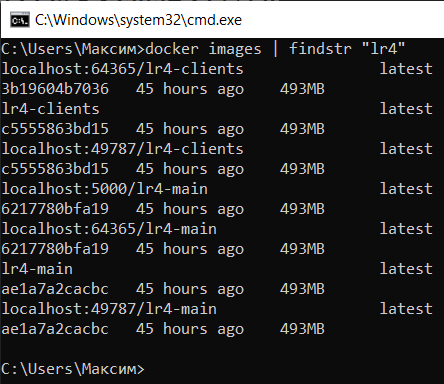 C:\Windows\system32\cmd.exe
C:\Users\Максим>docker images | findstr "lr4"
localhost:64365/lr4-clients latest
3b19604b7036 45 hours ago 493MB
lr4-clients latest
c5555863bd15 45 hours ago 493MB
localhost:49787/lr4-clients latest
c5555863bd15 45 hours ago 493MB
localhost:5000/lr4-main latest
6217780bfa19 45 hours ago 493MB
localhost:64365/lr4-main latest
6217780bfa19 45 hours ago 493MB
lr4-main latest
ae1a7a2cacbc 45 hours ago 493MB
localhost:49787/lr4-main latest
ae1a7a2cacbc 45 hours ago 493MB
C:\Users\Максим>